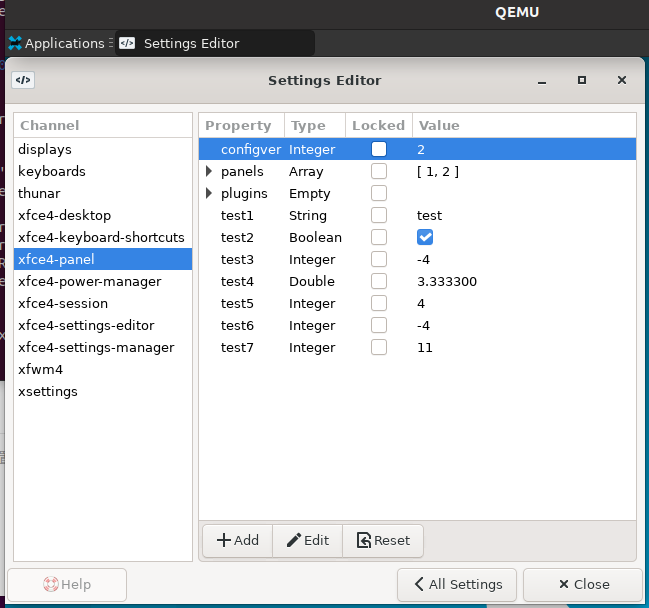 QEMU
Applications Settings Editor
Settings Editor
Channel
displays
keyboards
thunar
xfce4-desktop
xfce4-keyboard-shortcuts
xfce4-panel
xfce4-power-manager
xfce4-session
xfce4-settings-editor
xfce4-settings-manager
xfwm4
xsettings
Property Type Locked Value
configver Integer 2
panels Array [ 1, 2 ]
plugins Empty
test1 String test
test2 Boolean
test3 Integer -4
test4 Double 3.333300
test5 Integer 4
test6 Integer -4
test7 Integer 11
Add Edit Reset
Help All Settings Close